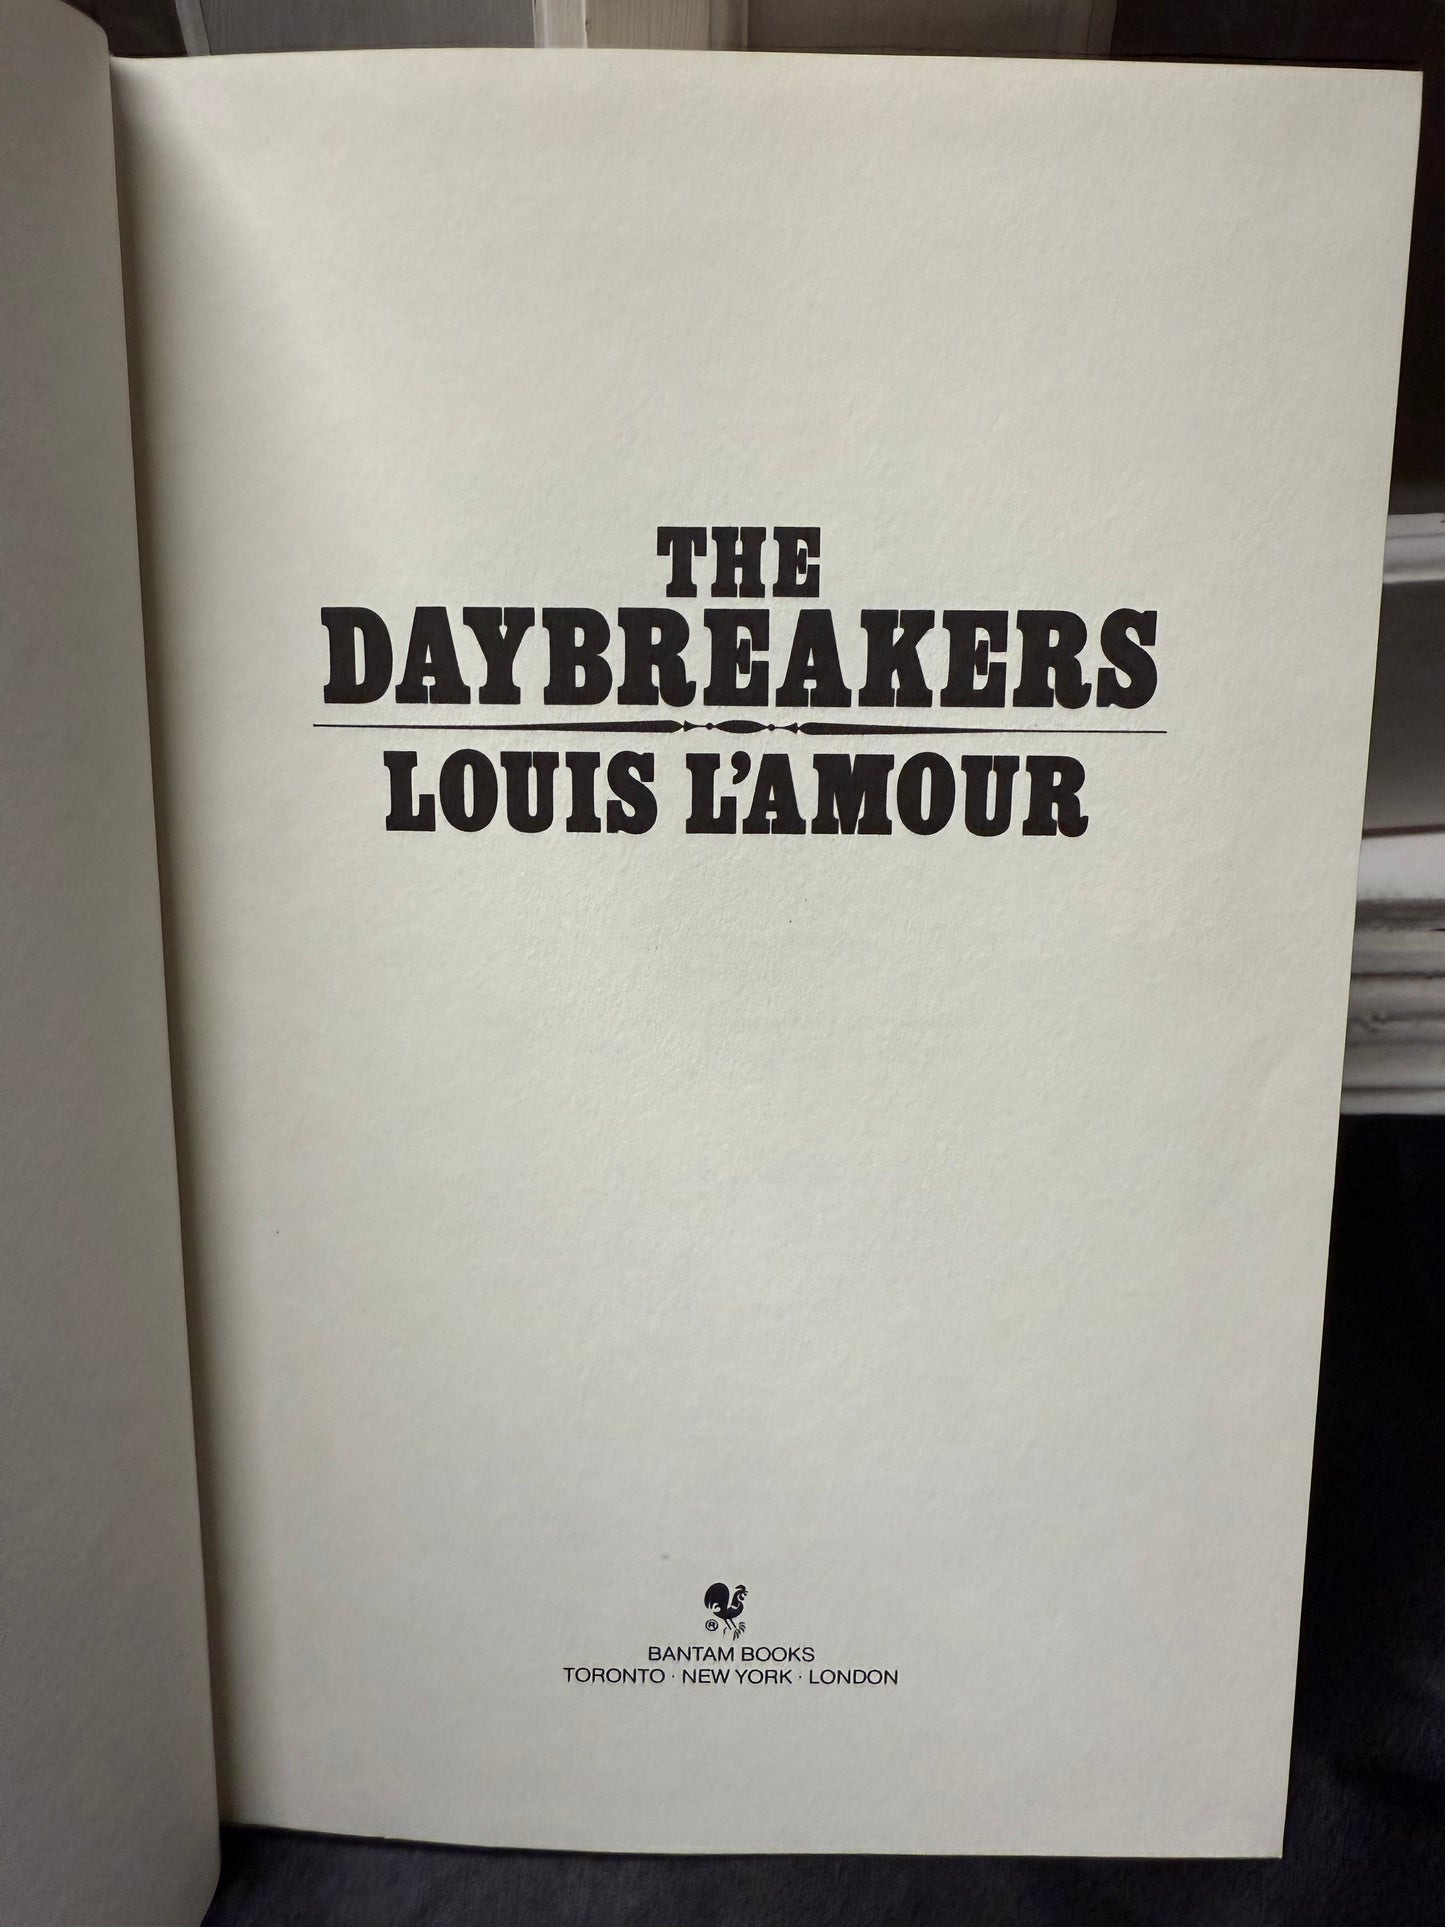 THE
DAYBREAKERS
LOUIS L'AMOUR
®
BANTAM BOOKS
TORONTO · NEW YORK · LONDON